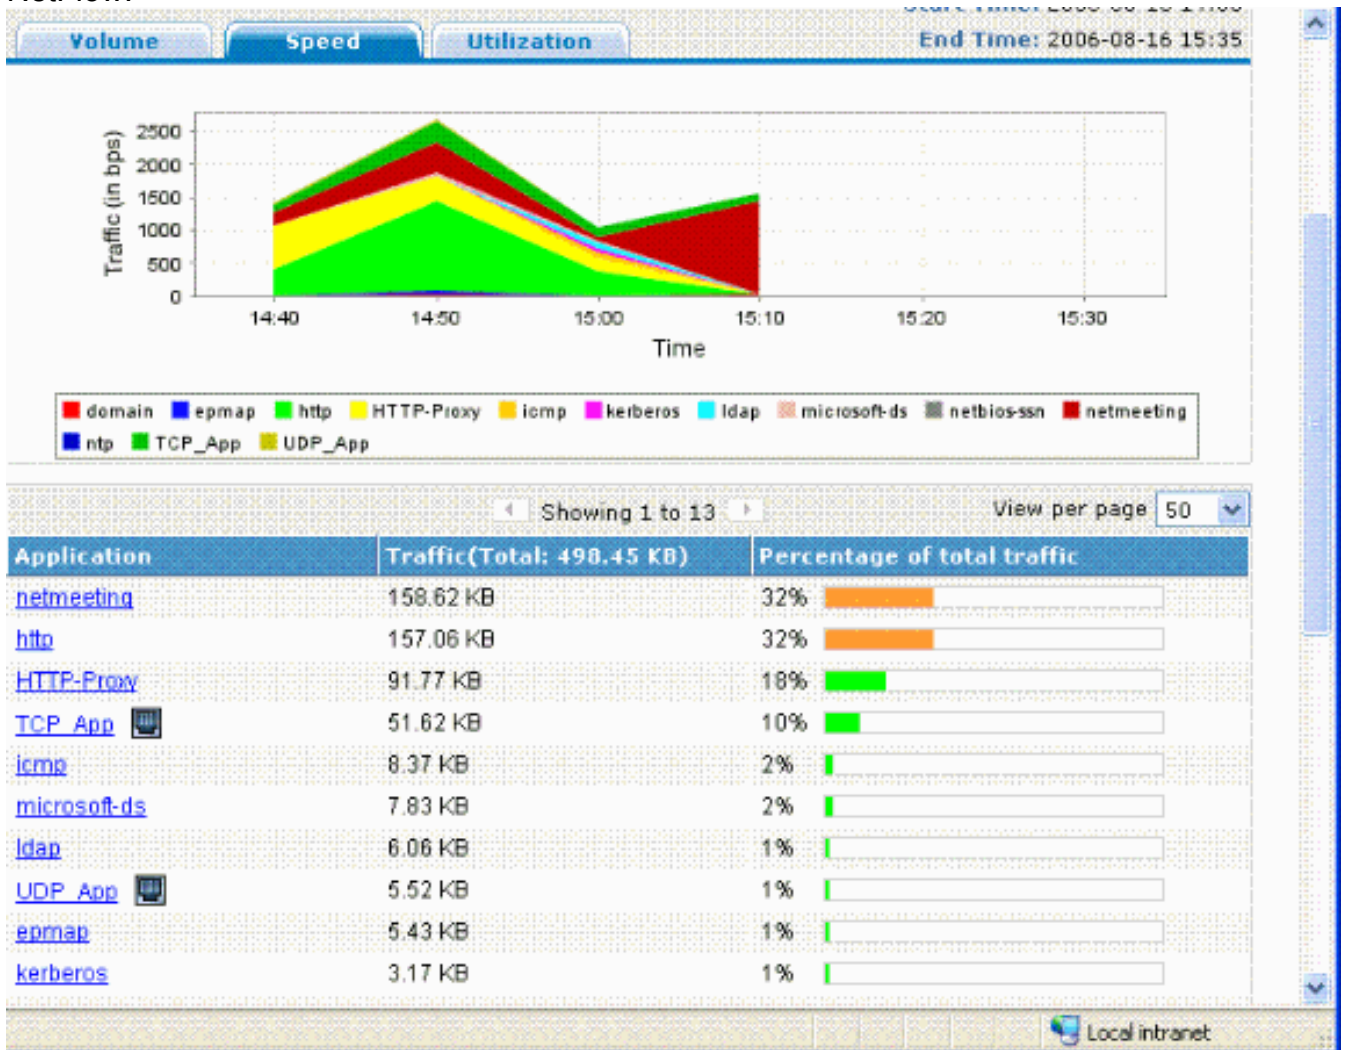 Volume Speed Utilization End Time: 2006-08-16 15:35
Traffic (in bps)
2500
2000
1500
1000
500
0
14:40 14:50 15:00 15:10 15:20 15:30
Time
domain epmap http HTTP-Proxy icmp kerberos ldap microsoft-ds netbios-ssn netmeeting
ntp TCP_App UDP_App
Showing 1 to 13 View per page 50
Application Traffic(Total: 498.45 KB) Percentage of total traffic
netmeeting 158.62 KB 32%
http 157.06 KB 32%
HTTP-Proxy 91.77 KB 18%
TCP_App 51.62 KB 10%
icmp 8.37 KB 2%
microsoft-ds 7.83 KB 2%
ldap 6.06 KB 1%
UDP_App 5.52 KB 1%
epmap 5.43 KB 1%
kerberos 3.17 KB 1%
Local intranet